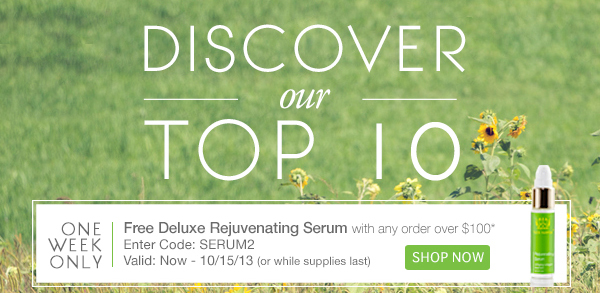 DISCOVER
our
TOP 10
ONE
WEEK
ONLY
Free Deluxe Rejuvenating Serum with any order over $100*
Enter Code: SERUM2
Valid: Now - 10/15/13 (or while supplies last)
SHOP NOW